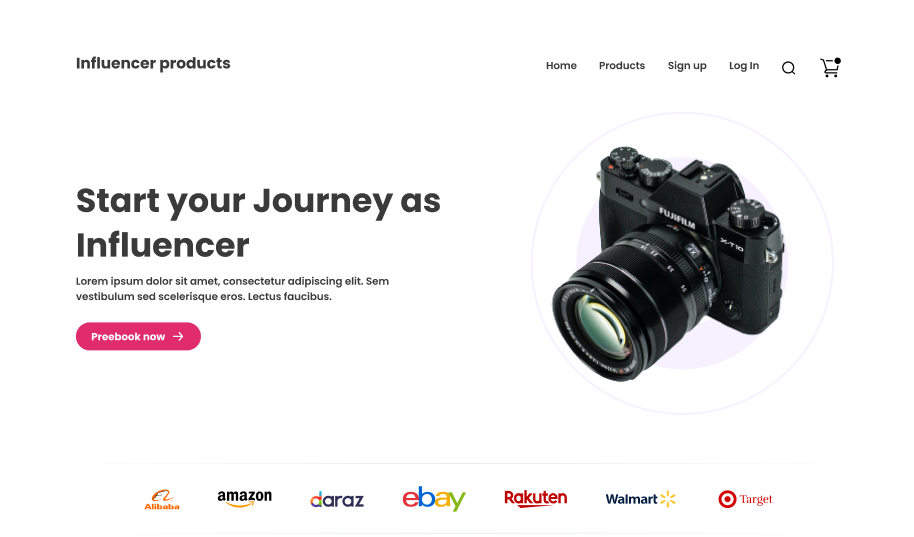 Influencer products
Home Products Sign up Log In
Start your Journey as
Influencer
Lorem ipsum dolor sit amet, consectetur adipiscing elit. Sem
vestibulum sed scelerisque eros. Lectus faucibus.
Preebook now
FUJIFILM
X-T10
Alibaba amazon daraz ebay Rakuten Walmart Target